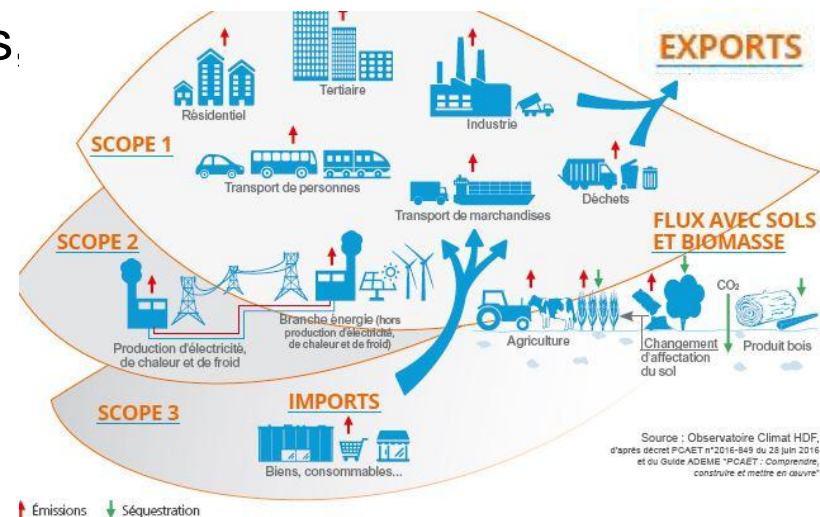 s,
EXPORTS
Résidentiel
Tertiaire
Industrie
SCOPE 1
Transport de personnes
Transport de marchandises
Déchets
FLUX AVEC SOLS
ET BIOMASSE
SCOPE 2
CO₂
Production d'électricité,
de chaleur et de froid
Branche énergie (hors
production d'électricité,
de chaleur et de froid)
Agriculture
Changement
d'affectation
du sol
Produit bois
SCOPE 3
IMPORTS
Biens, consommables...
Source : Observatoire Climat HDF,
d'après décret PCAET n°2016-849 du 28 juin 2016
et du Guide ADEME "PCAET : Comprendre,
construire et mettre en œuvre"
Émissions
Séquestration